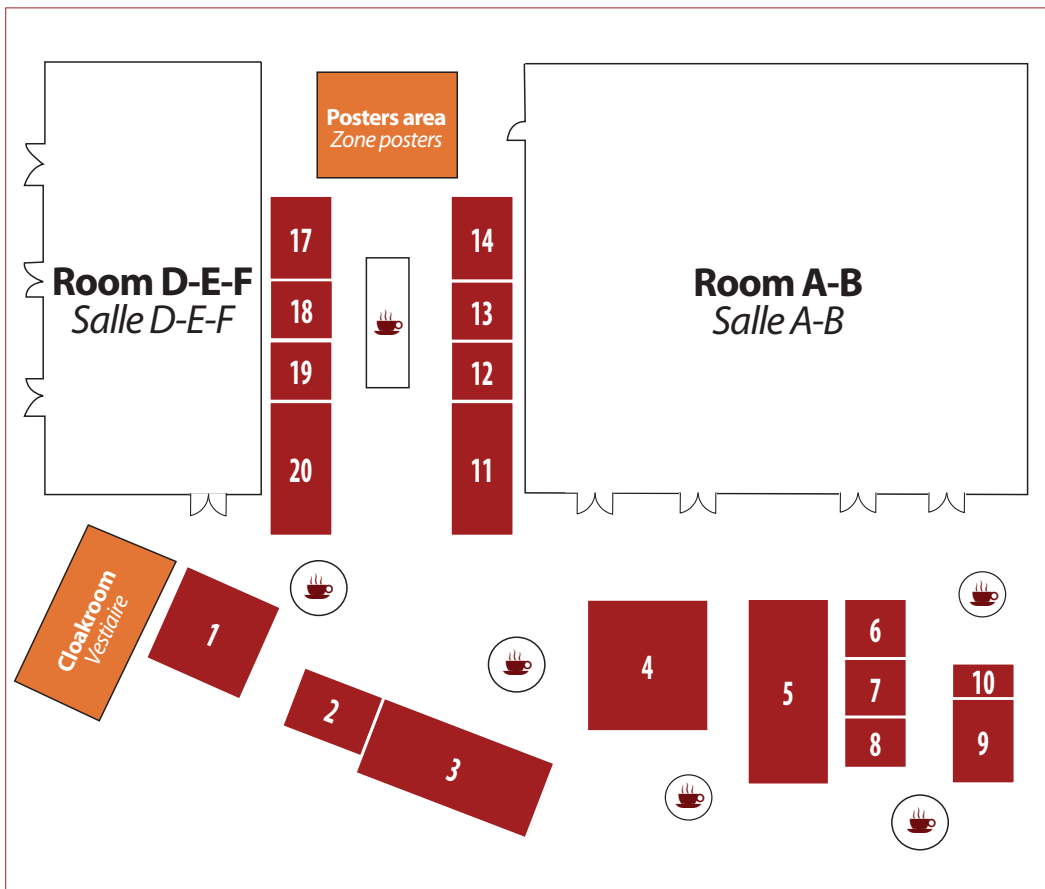 Posters area
Zone posters
17
14
Room D-E-F
Salle D-E-F
Room A-B
Salle A-B
18
13
19
12
20
11
Cloakroom
Vestiaire
1
2
3
4
5
6
7
8
10
9